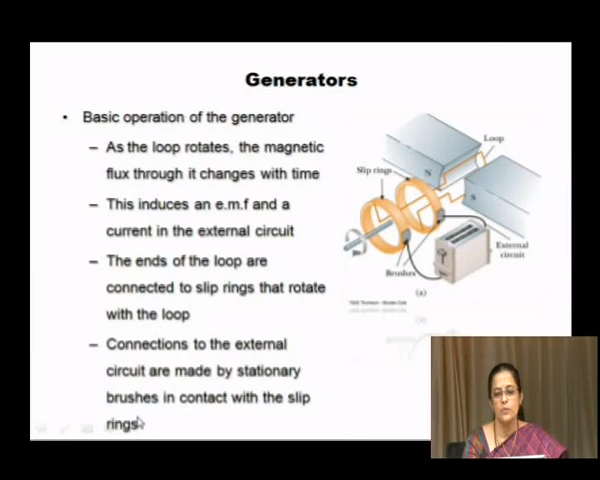 Generators
• Basic operation of the generator
– As the loop rotates, the magnetic
flux through it changes with time
– This induces an e.m.f and a
current in the external circuit
– The ends of the loop are
connected to slip rings that rotate
with the loop
– Connections to the external
circuit are made by stationary
brushes in contact with the slip
rings
Loop
Slip rings
N
S
External
circuit
Brushes
(a)